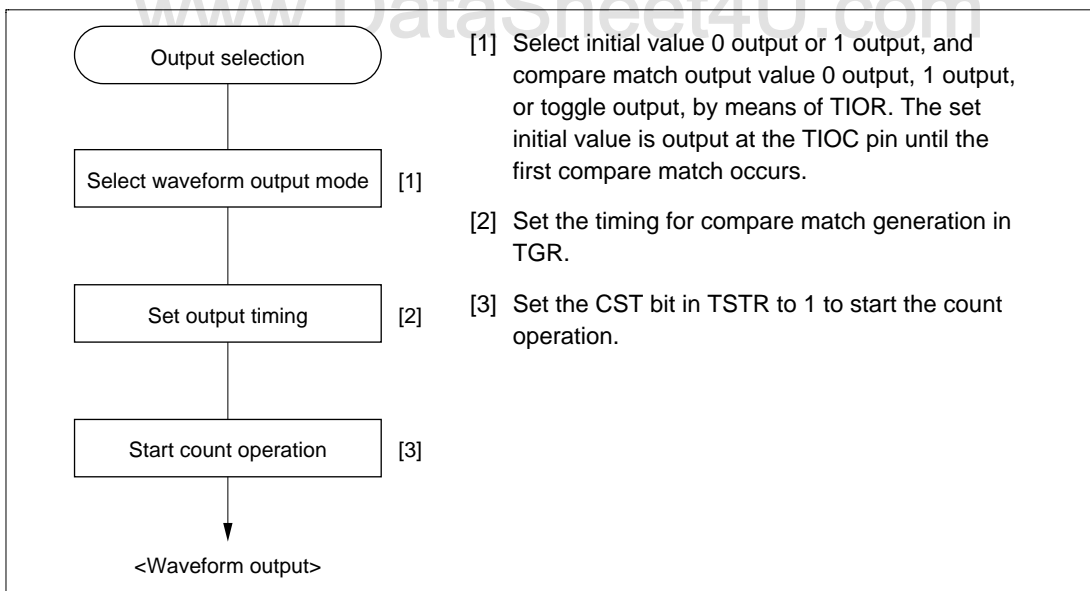 www.DataSheet4U.com
Output selection
Select waveform output mode [1]
Set output timing [2]
Start count operation [3]
<Waveform output>
[1] Select initial value 0 output or 1 output, and
compare match output value 0 output, 1 output,
or toggle output, by means of TIOR. The set
initial value is output at the TIOC pin until the
first compare match occurs.
[2] Set the timing for compare match generation in
TGR.
[3] Set the CST bit in TSTR to 1 to start the count
operation.